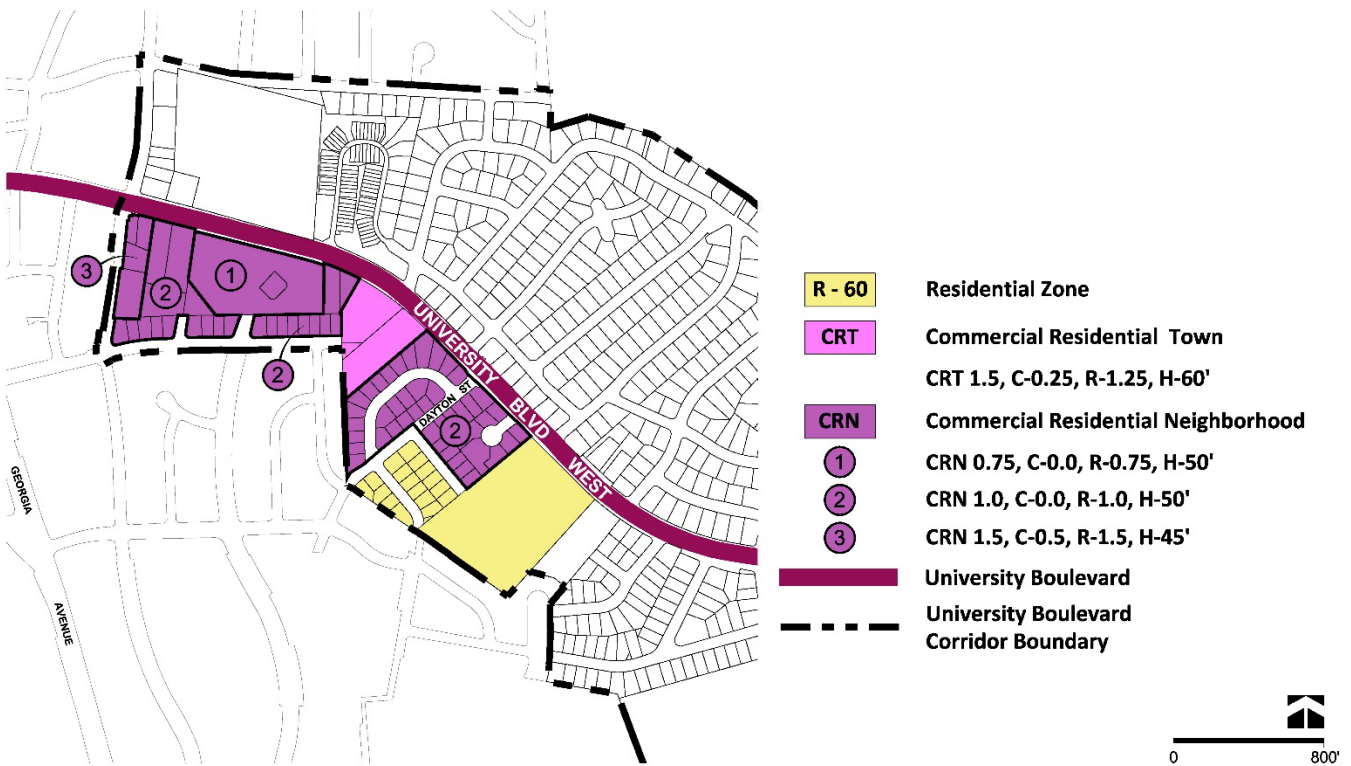 3
2
1
2
UNIVERSITY BLVD WEST
DAYTON ST
2
GEORGIA
AVENUE
R - 60 Residential Zone
CRT Commercial Residential Town
CRT 1.5, C-0.25, R-1.25, H-60'
CRN Commercial Residential Neighborhood
1 CRN 0.75, C-0.0, R-0.75, H-50'
2 CRN 1.0, C-0.0, R-1.0, H-50'
3 CRN 1.5, C-0.5, R-1.5, H-45'
University Boulevard
University Boulevard
Corridor Boundary
0 800'